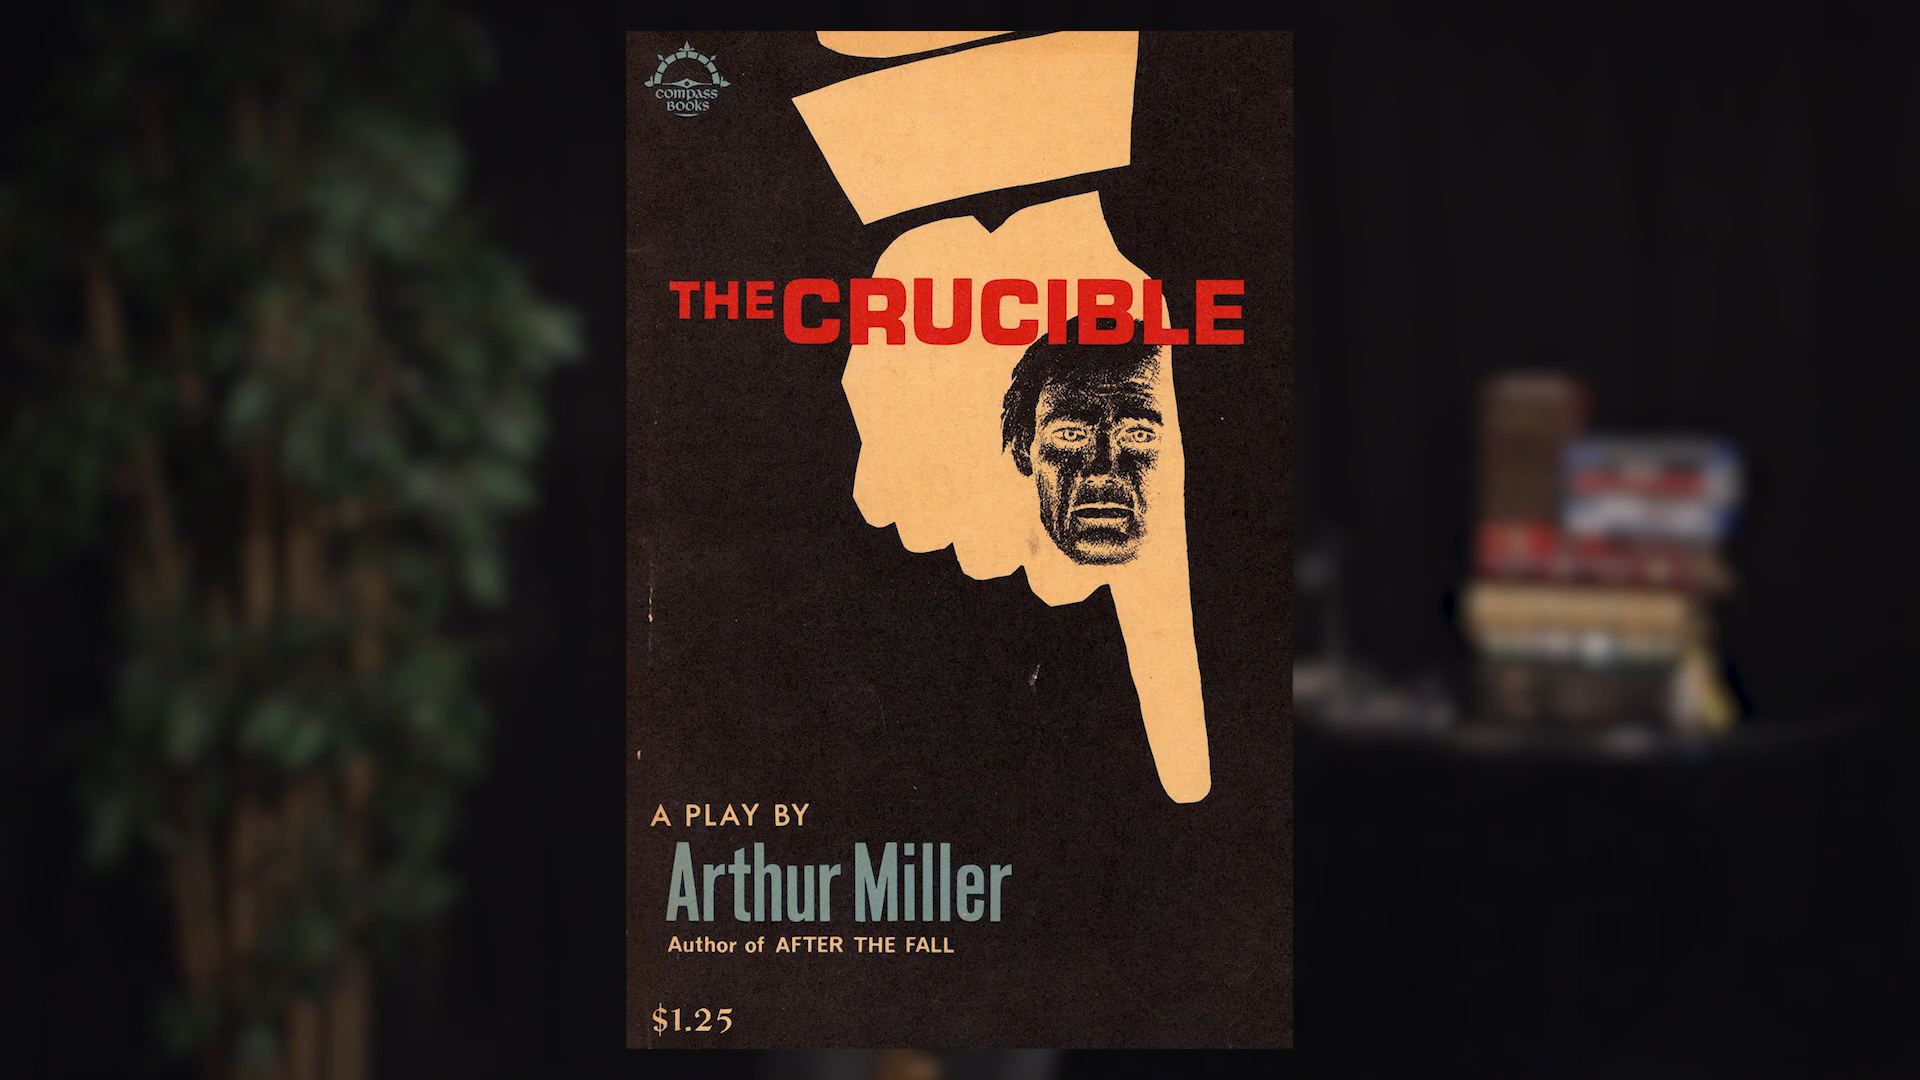 compass
BOOKS
THE CRUCIBLE
A PLAY BY
Arthur Miller
Author of AFTER THE FALL
$1.25